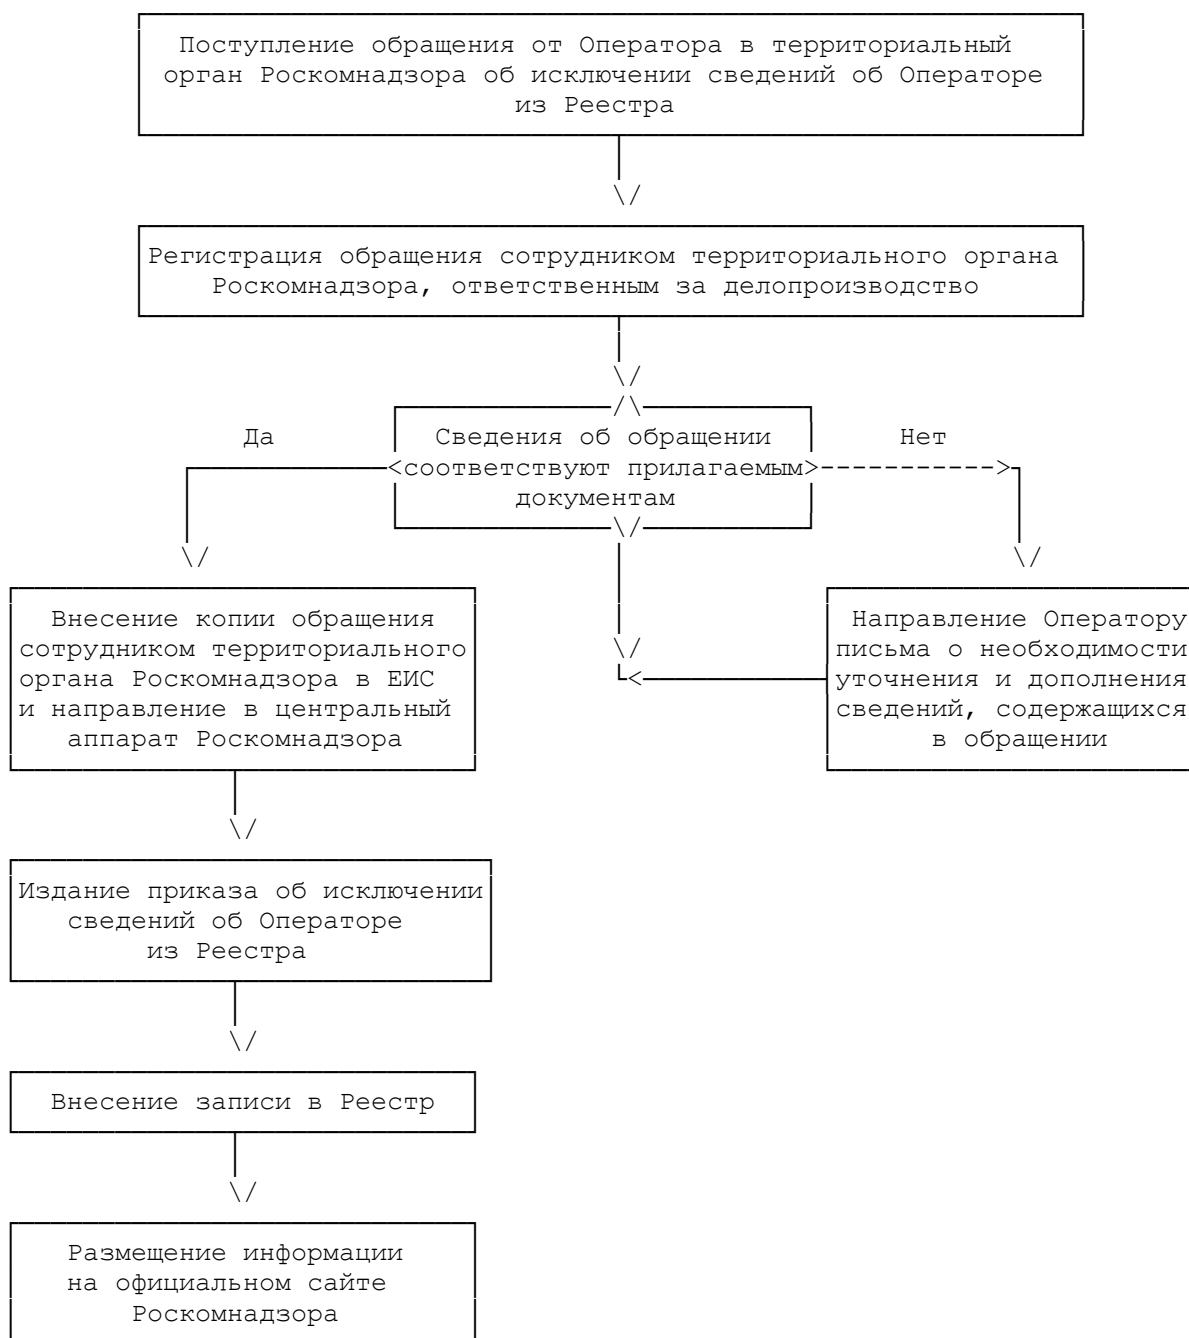 Поступление обращения от Оператора в территориальный
орган Роскомнадзора об исключении сведений об Операторе
из Реестра
Регистрация обращения сотрудником территориального органа
Роскомнадзора, ответственным за делопроизводство
Да
Сведения об обращении
соответствуют прилагаемым
документам
Нет
Внесение копии обращения
сотрудником территориального
органа Роскомнадзора в ЕИС
и направление в центральный
аппарат Роскомнадзора
Направление Оператору
письма о необходимости
уточнения и дополнения
сведений, содержащихся
в обращении
Издание приказа об исключении
сведений об Операторе
из Реестра
Внесение записи в Реестр
Размещение информации
на официальном сайте
Роскомнадзора